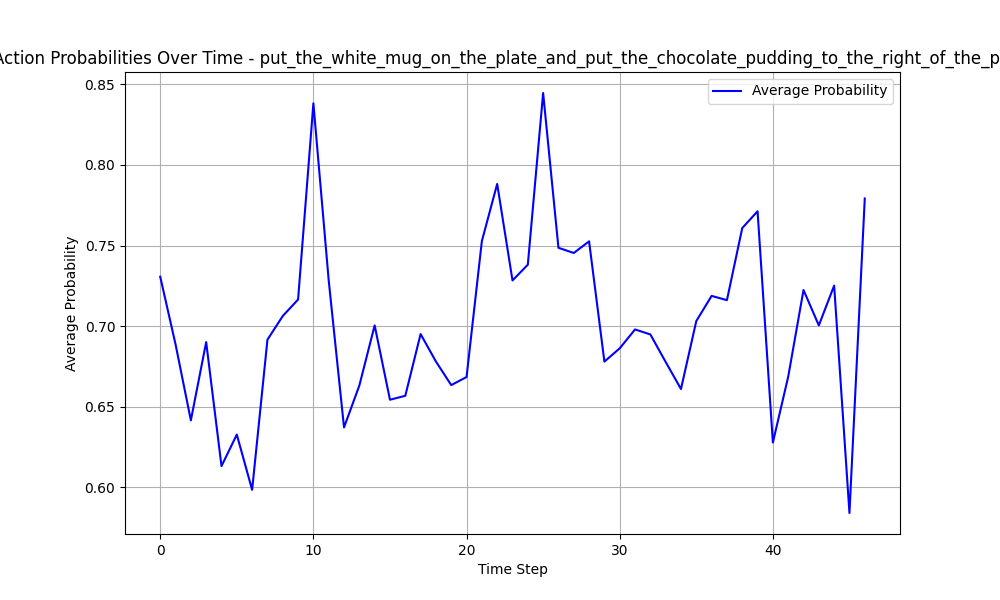 Action Probabilities Over Time - put_the_white_mug_on_the_plate_and_put_the_chocolate_pudding_to_the_right_of_the_p
Average Probability
0.85
0.80
0.75
0.70
0.65
0.60
Average Probability
0
10
20
30
40
Time Step